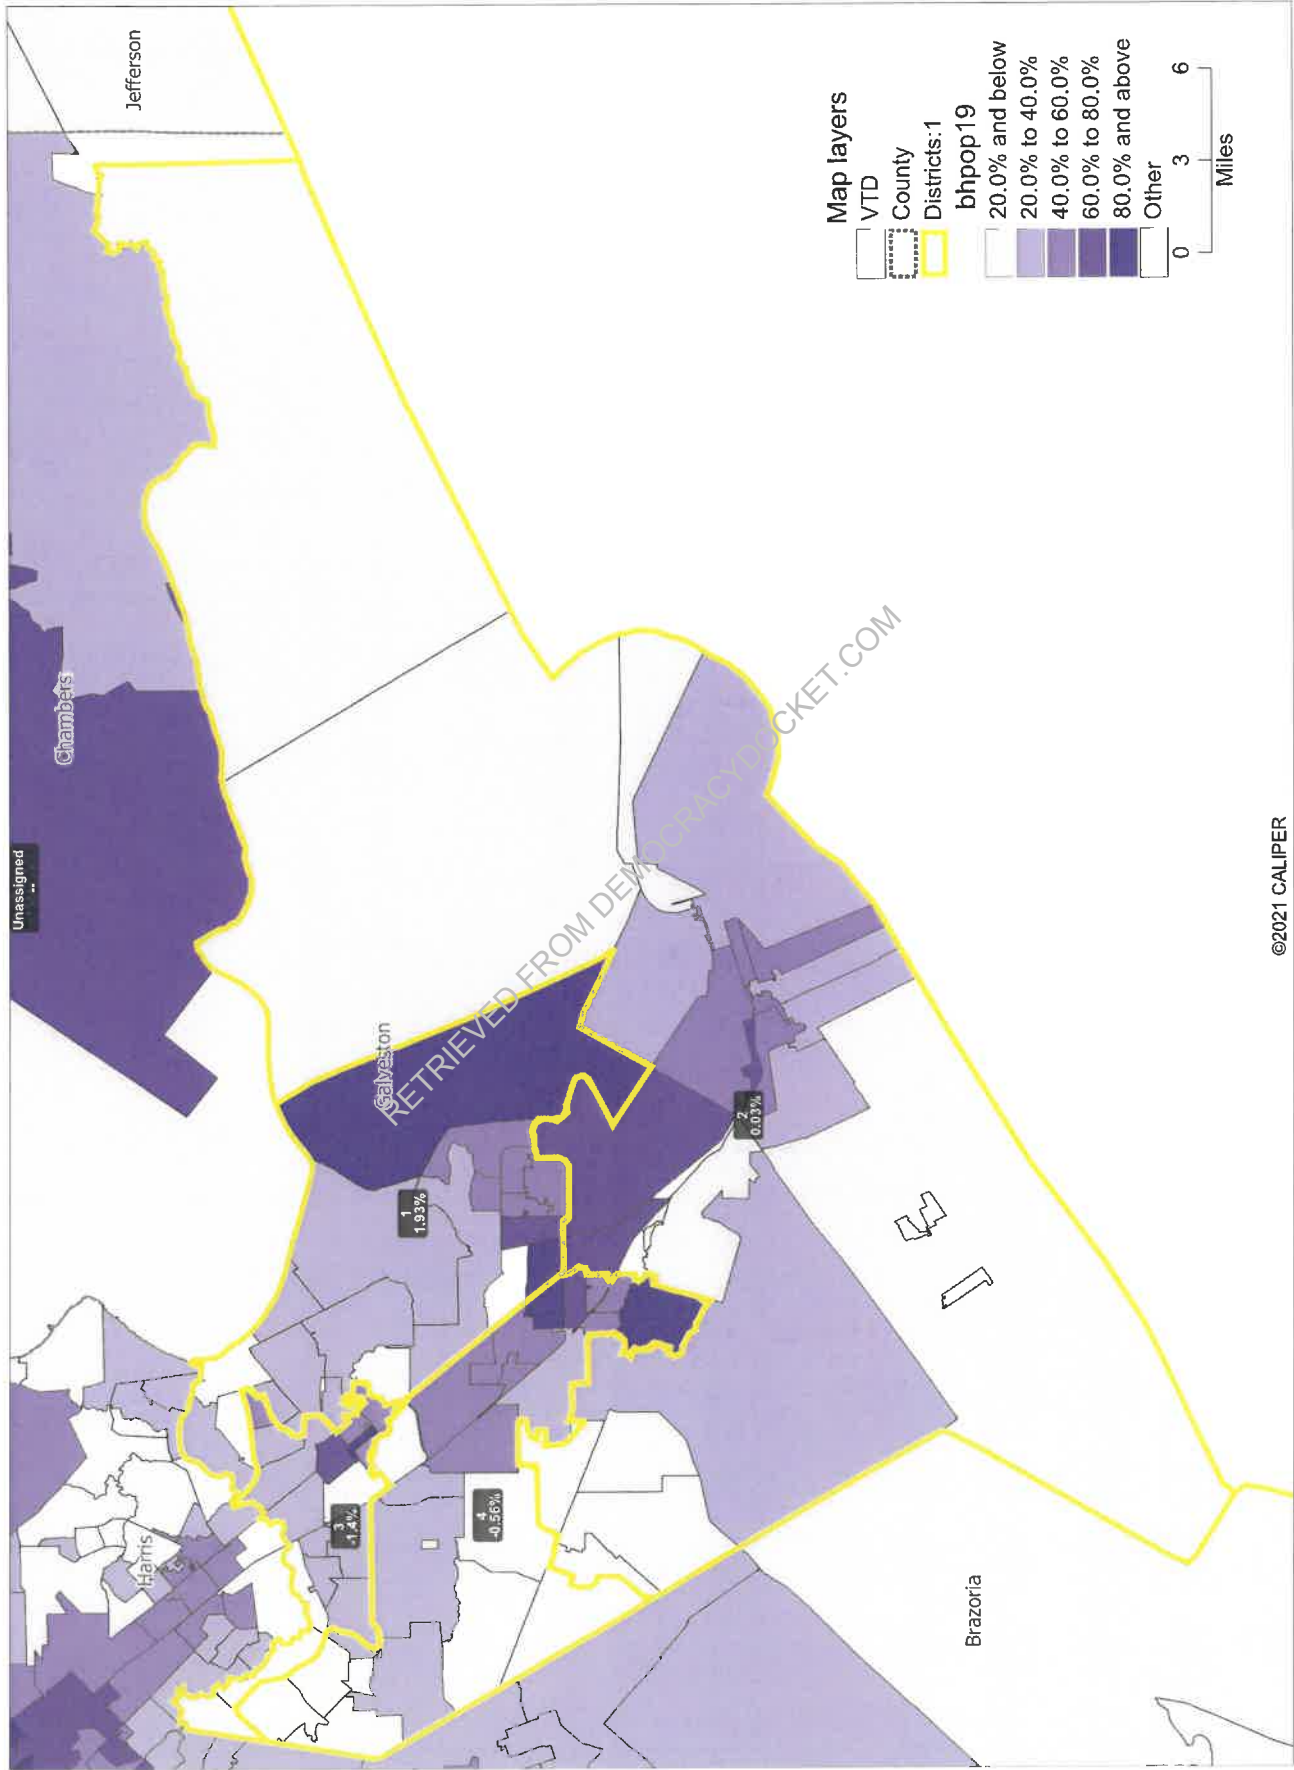 Unassigned
--
Chambers
Jefferson
Galveston
Harris
Brazoria
1
1.93%
2
0.03%
3
-1.4%
4
-0.56%
Map layers
VTD
County
Districts:1
bhpop19
20.0% and below
20.0% to 40.0%
40.0% to 60.0%
60.0% to 80.0%
80.0% and above
Other
0 3 6
Miles
©2021 CALIPER
RETRIEVED FROM DEMOCRACYDOCKET.COM